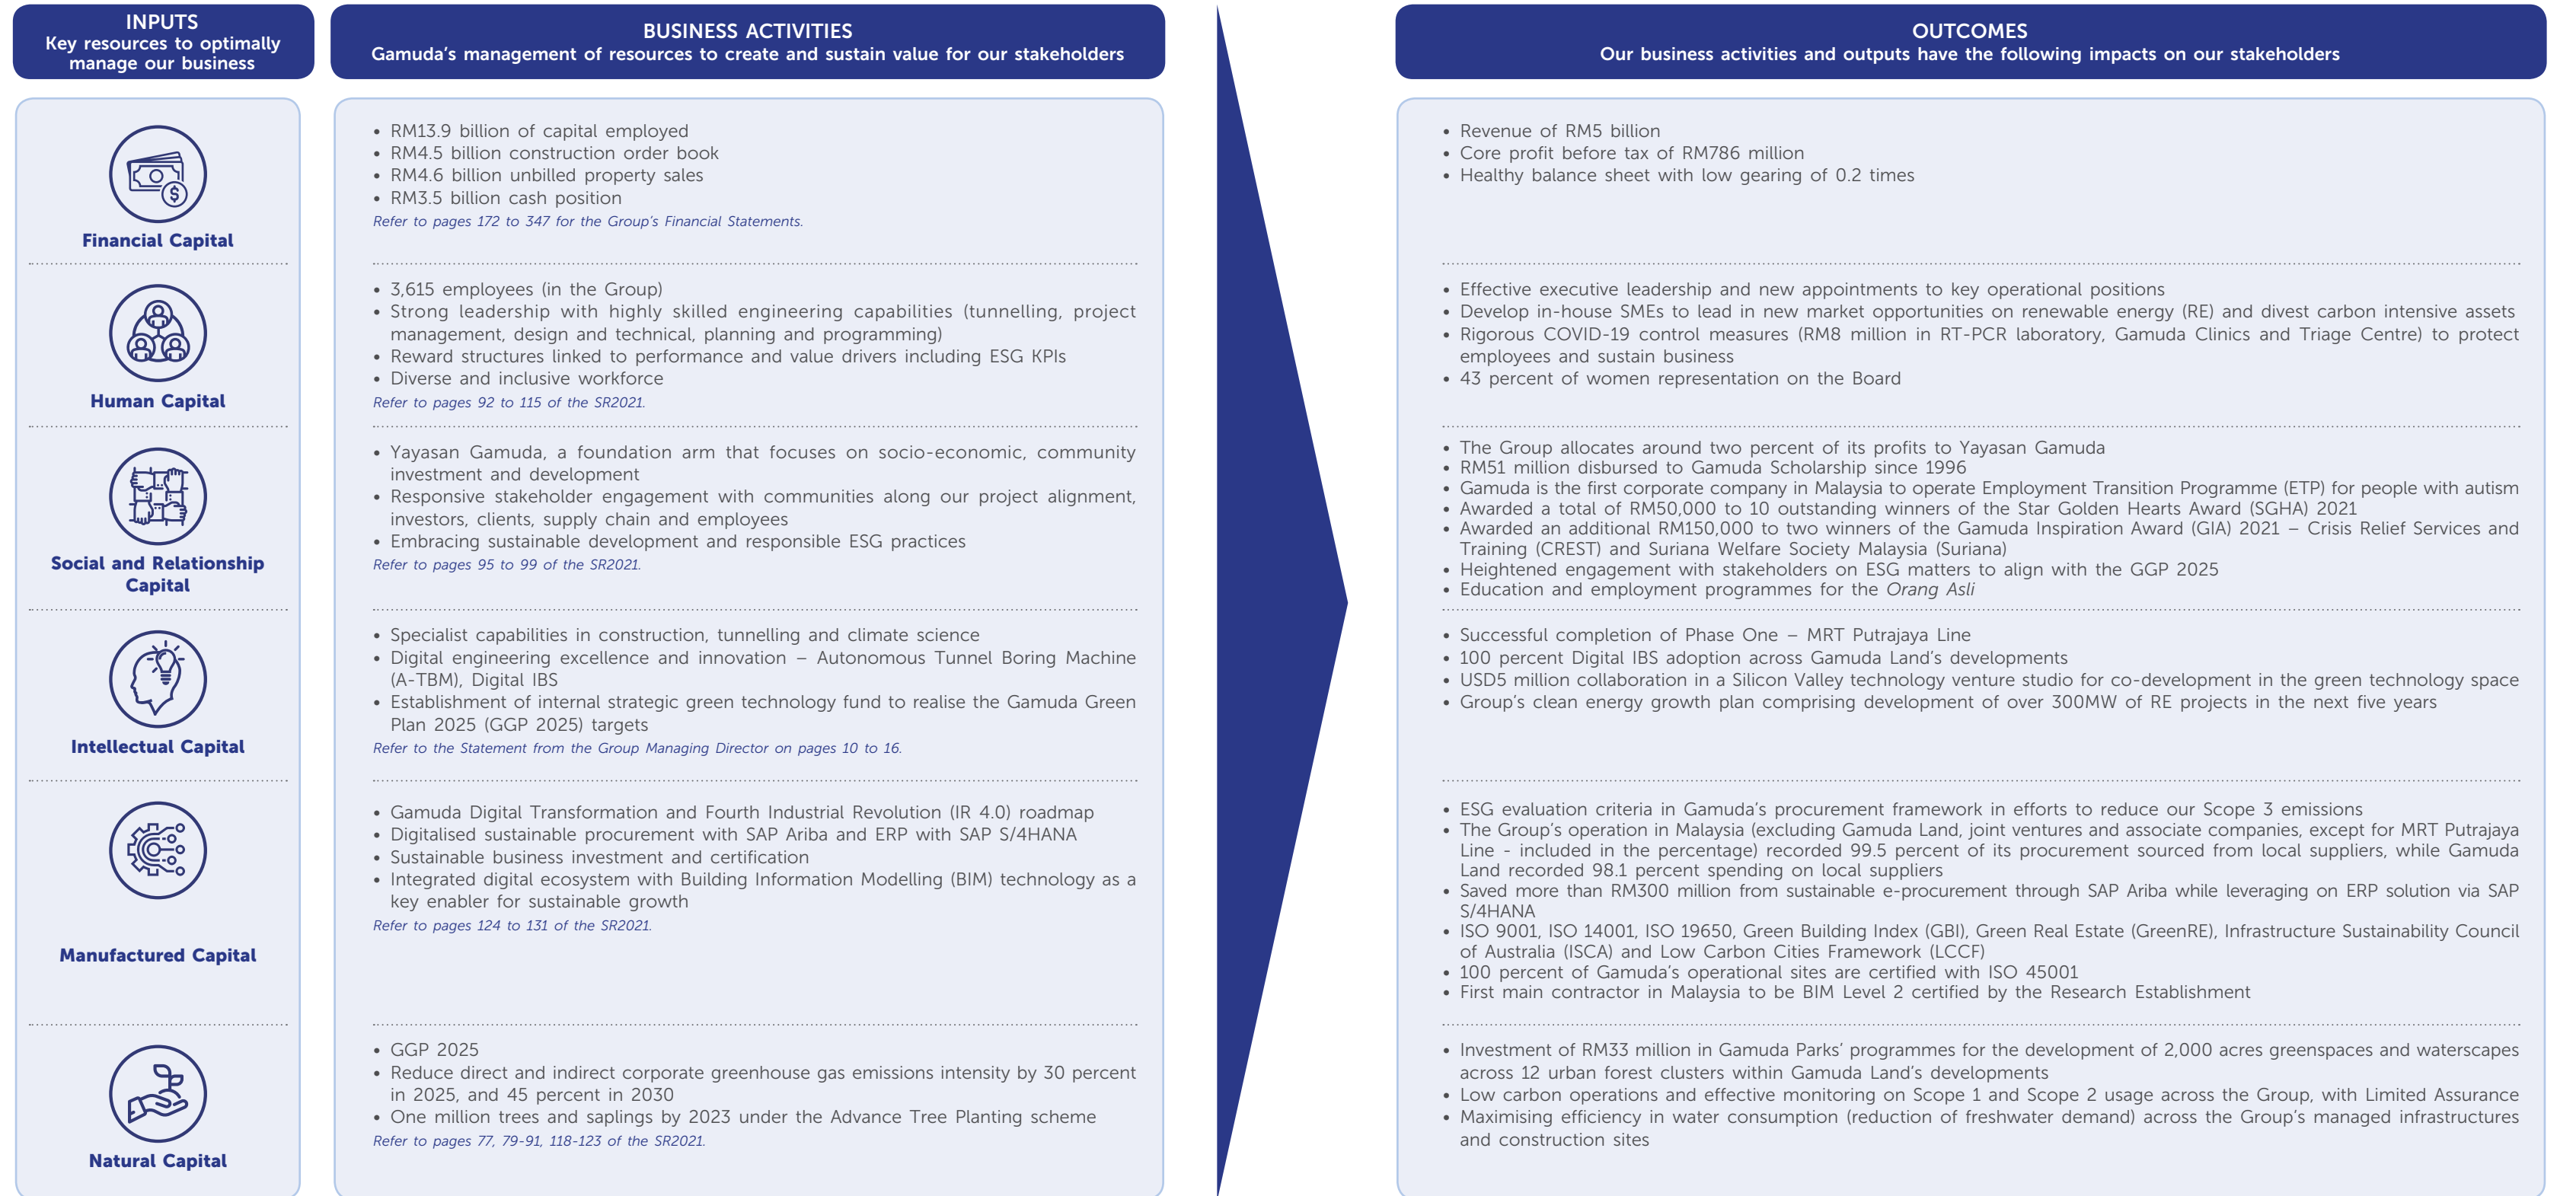 INPUTS
Key resources to optimally
manage our business
BUSINESS ACTIVITIES
Gamuda's management of resources to create and sustain value for our stakeholders
OUTCOMES
Our business activities and outputs have the following impacts on our stakeholders
Financial Capital
• RM13.9 billion of capital employed
• RM4.5 billion construction order book
• RM4.6 billion unbilled property sales
• RM3.5 billion cash position
Refer to pages 172 to 347 for the Group's Financial Statements.
• Revenue of RM5 billion
• Core profit before tax of RM786 million
• Healthy balance sheet with low gearing of 0.2 times
Human Capital
• 3,615 employees (in the Group)
• Strong leadership with highly skilled engineering capabilities (tunnelling, project
management, design and technical, planning and programming)
• Reward structures linked to performance and value drivers including ESG KPIs
• Diverse and inclusive workforce
Refer to pages 92 to 115 of the SR2021.
• Effective executive leadership and new appointments to key operational positions
• Develop in-house SMEs to lead in new market opportunities on renewable energy (RE) and divest carbon intensive assets
• Rigorous COVID-19 control measures (RM8 million in RT-PCR laboratory, Gamuda Clinics and Triage Centre) to protect
employees and sustain business
• 43 percent of women representation on the Board
Social and Relationship
Capital
• Yayasan Gamuda, a foundation arm that focuses on socio-economic, community
investment and development
• Responsive stakeholder engagement with communities along our project alignment,
investors, clients, supply chain and employees
• Embracing sustainable development and responsible ESG practices
Refer to pages 95 to 99 of the SR2021.
• The Group allocates around two percent of its profits to Yayasan Gamuda
• RM51 million disbursed to Gamuda Scholarship since 1996
• Gamuda is the first corporate company in Malaysia to operate Employment Transition Programme (ETP) for people with autism
• Awarded a total of RM50,000 to 10 outstanding winners of the Star Golden Hearts Award (SGHA) 2021
• Awarded an additional RM150,000 to two winners of the Gamuda Inspiration Award (GIA) 2021 – Crisis Relief Services and
Training (CREST) and Suriana Welfare Society Malaysia (Suriana)
• Heightened engagement with stakeholders on ESG matters to align with the GGP 2025
• Education and employment programmes for the Orang Asli
Intellectual Capital
• Specialist capabilities in construction, tunnelling and climate science
• Digital engineering excellence and innovation – Autonomous Tunnel Boring Machine
(A-TBM), Digital IBS
• Establishment of internal strategic green technology fund to realise the Gamuda Green
Plan 2025 (GGP 2025) targets
Refer to the Statement from the Group Managing Director on pages 10 to 16.
• Successful completion of Phase One – MRT Putrajaya Line
• 100 percent Digital IBS adoption across Gamuda Land's developments
• USD5 million collaboration in a Silicon Valley technology venture studio for co-development in the green technology space
• Group's clean energy growth plan comprising development of over 300MW of RE projects in the next five years
Manufactured Capital
• Gamuda Digital Transformation and Fourth Industrial Revolution (IR 4.0) roadmap
• Digitalised sustainable procurement with SAP Ariba and ERP with SAP S/4HANA
• Sustainable business investment and certification
• Integrated digital ecosystem with Building Information Modelling (BIM) technology as a
key enabler for sustainable growth
Refer to pages 124 to 131 of the SR2021.
• ESG evaluation criteria in Gamuda's procurement framework in efforts to reduce our Scope 3 emissions
• The Group's operation in Malaysia (excluding Gamuda Land, joint ventures and associate companies, except for MRT Putrajaya
Line - included in the percentage) recorded 99.5 percent of its procurement sourced from local suppliers, while Gamuda
Land recorded 98.1 percent spending on local suppliers
• Saved more than RM300 million from sustainable e-procurement through SAP Ariba while leveraging on ERP solution via SAP
S/4HANA
• ISO 9001, ISO 14001, ISO 19650, Green Building Index (GBI), Green Real Estate (GreenRE), Infrastructure Sustainability Council
of Australia (ISCA) and Low Carbon Cities Framework (LCCF)
• 100 percent of Gamuda's operational sites are certified with ISO 45001
• First main contractor in Malaysia to be BIM Level 2 certified by the Research Establishment
Natural Capital
• GGP 2025
• Reduce direct and indirect corporate greenhouse gas emissions intensity by 30 percent
in 2025, and 45 percent in 2030
• One million trees and saplings by 2023 under the Advance Tree Planting scheme
Refer to pages 77, 79-91, 118-123 of the SR2021.
• Investment of RM33 million in Gamuda Parks' programmes for the development of 2,000 acres greenspaces and waterscapes
across 12 urban forest clusters within Gamuda Land's developments
• Low carbon operations and effective monitoring on Scope 1 and Scope 2 usage across the Group, with Limited Assurance
• Maximising efficiency in water consumption (reduction of freshwater demand) across the Group's managed infrastructures
and construction sites